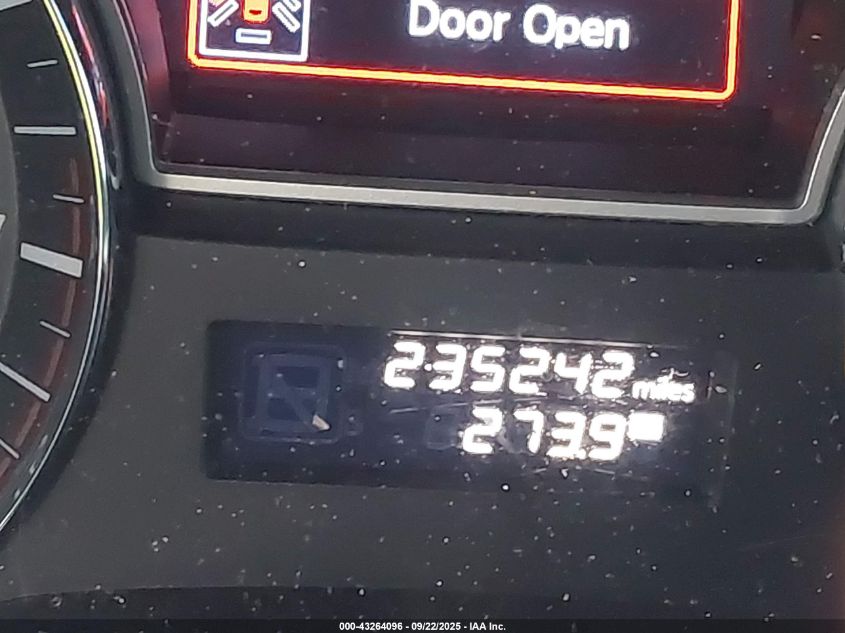 Door Open
235242 miles
273.9
000-43264096 - 09/22/2025 - IAA Inc.